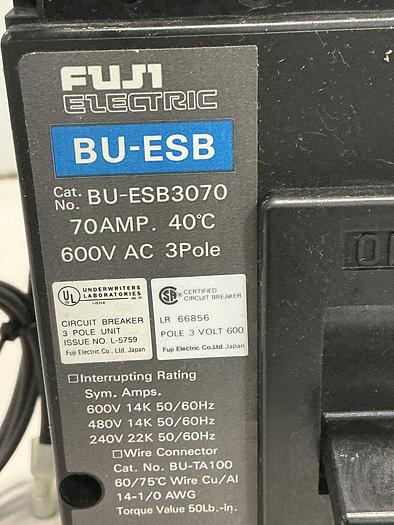 FUJI
ELECTRIC
BU-ESB
Cat. No. BU-ESB3070
70AMP. 40℃
600V AC 3Pole
UL UNDERWRITERS
LABORATORIES
CIRCUIT BREAKER
3 POLE UNIT
ISSUE NO. L-5759
Fuji Electric Co., Ltd. Japan
SA CERTIFIED
CIRCUIT BREAKER
LR 66856
POLE 3 VOLT 600
Fuji Electric Co., Ltd. Japan
□Interrupting Rating
Sym. Amps.
600V 14K 50/60Hz
480V 14K 50/60Hz
240V 22K 50/60Hz
□Wire Connector
Cat. No. BU-TA100
60/75℃ Wire Cu/Al
14-1/0 AWG
Torque Value 50Lb.-in.